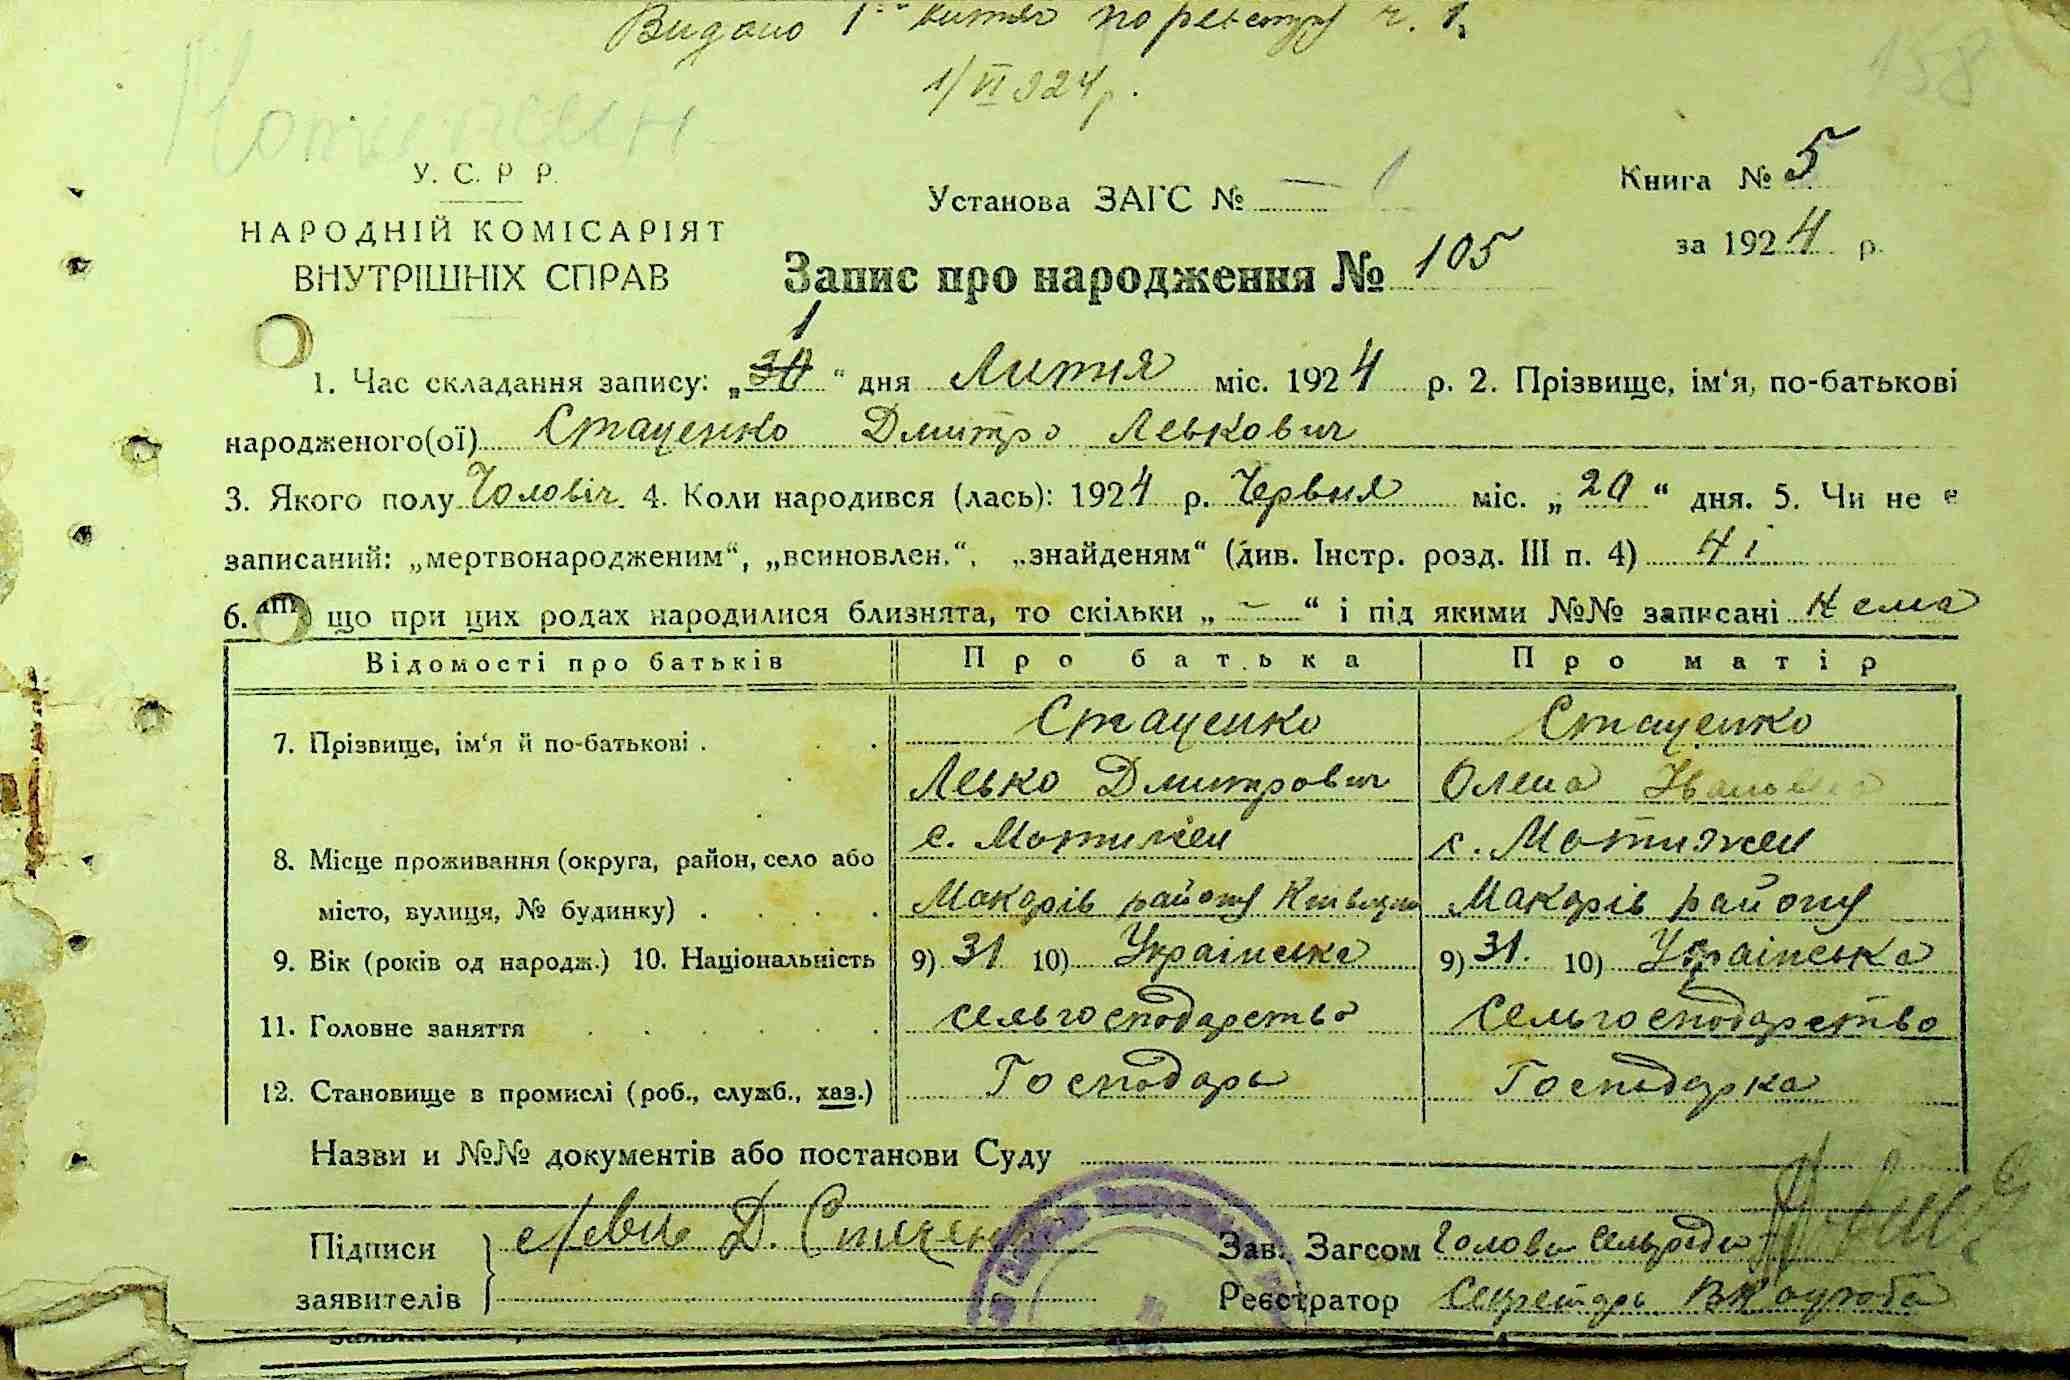 Видано 1 витяг по реєстру ч. 1
1/VI 924 р.
158
Мотижин
У. С. Р. Р.
НАРОДНІЙ КОМІСАРІЯТ
ВНУТРІШНІХ СПРАВ
Установа ЗАГС № — 1
Книга № 5
за 1924 р.
Запис про народження № 105
1
1. Час складання запису: „30“ дня Липня міс. 1924 р. 2. Прізвище, ім‘я, по-батькові
народженого(ої) Стаценко Дмитро Левкович
3. Якого полу Чоловіч. 4. Коли народився (лась): 1924 р. Червня міс. „20“ дня. 5. Чи не є
записаний: „мертвонародженим“, „всиновлен.“, „знайденям“ (див. Інстр. розд. III п. 4) Ні
6. що при цих родах народилися близнята, то скільки „ – “ і під якими №№ записані Нема
Відомості про батьків Про батька Про матір
7. Прізвище, ім‘я й по-батькові . Стаценко Стаценко
Левко Дмитрович Олена Іванівна
8. Місце проживання (округа, район, село або с. Мотижен с. Мотижен
місто, вулиця, № будинку) Макарів району Макарів району
9. Вік (років од народж.) 10. Національність 9) 31 10) Українська 9) 31. 10) Українська
11. Головне заняття сельгосподарство Сельгосподарство
12. Становище в промислі (роб., служб., хаз.) Господарь Господарка
Назви и №№ документів або постанови Суду
Підписи Д. Стаценко Зав. Загсом Голова сельради
заявителів Реєстратор Секретарь